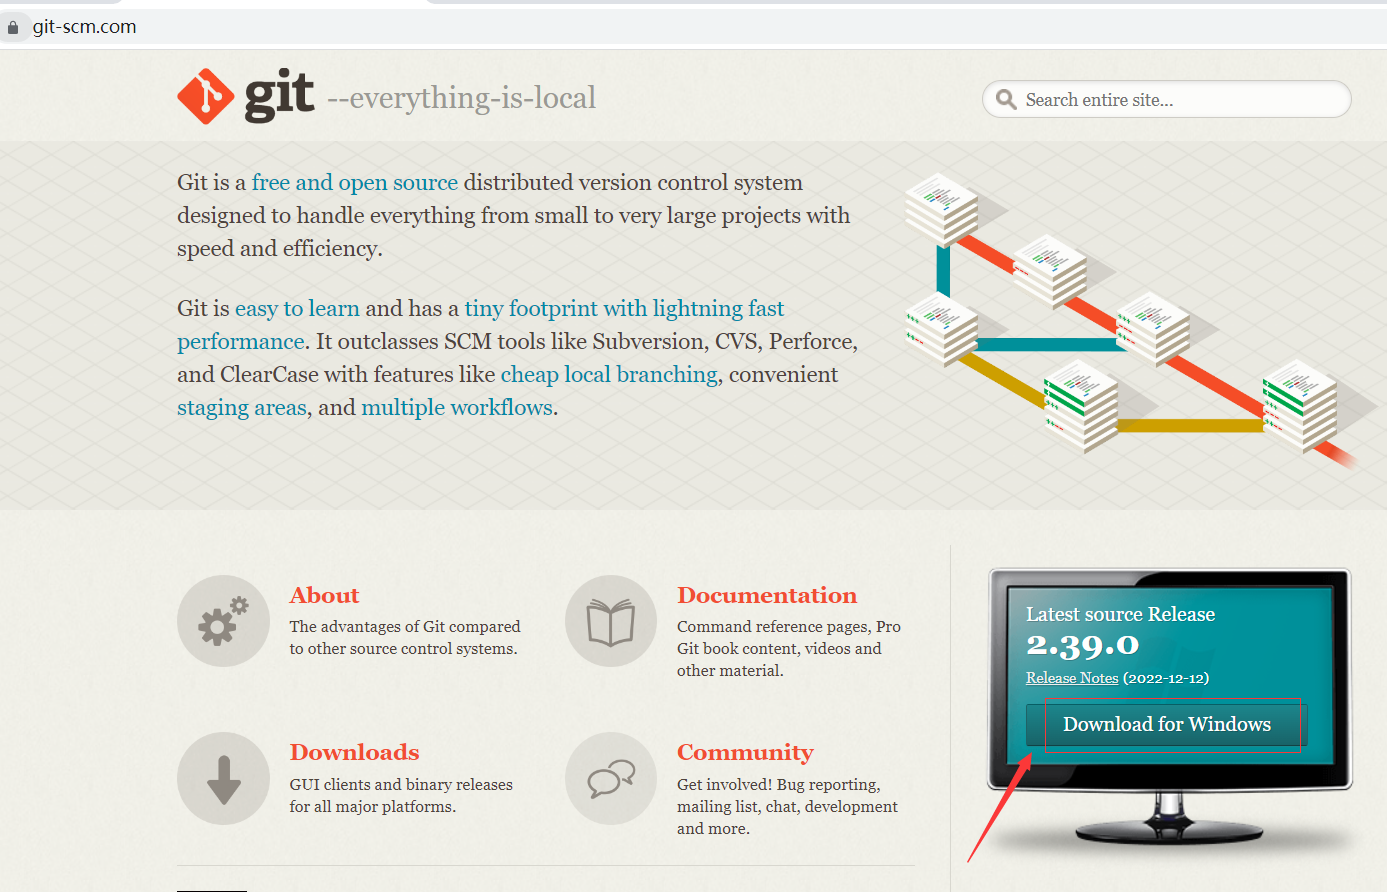 git-scm.com
git --everything-is-local
Search entire site...
Git is a free and open source distributed version control system
designed to handle everything from small to very large projects with
speed and efficiency.
Git is easy to learn and has a tiny footprint with lightning fast
performance. It outclasses SCM tools like Subversion, CVS, Perforce,
and ClearCase with features like cheap local branching, convenient
staging areas, and multiple workflows.
About
The advantages of Git compared
to other source control systems.
Documentation
Command reference pages, Pro
Git book content, videos and
other material.
Downloads
GUI clients and binary releases
for all major platforms.
Community
Get involved! Bug reporting,
mailing list, chat, development
and more.
Latest source Release
2.39.0
Release Notes (2022-12-12)
Download for Windows